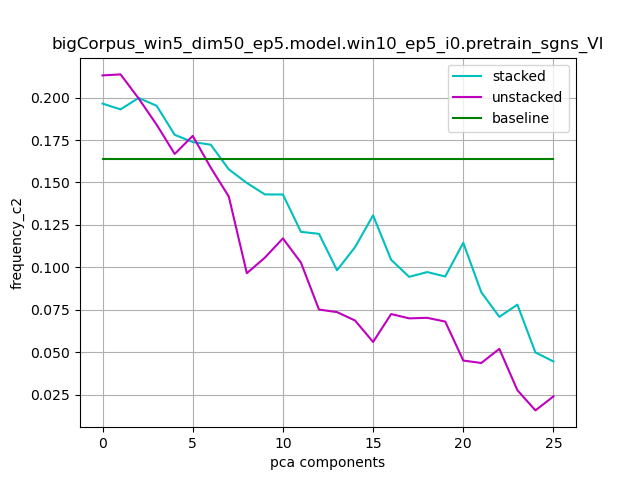 bigCorpus_win5_dim50_ep5.model.win10_ep5_i0.pretrain_sgns_VI
stacked
unstacked
baseline
frequency_c2
0.200
0.175
0.150
0.125
0.100
0.075
0.050
0.025
0 5 10 15 20 25
pca components